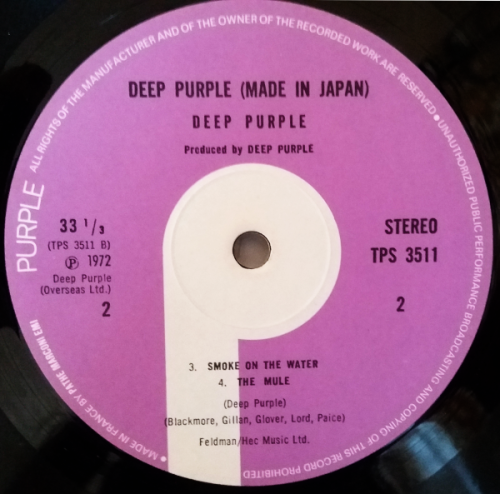 ALL RIGHTS OF THE MANUFACTURER AND OF THE OWNER OF THE RECORDED WORK ARE RESERVED ● UNAUTHORIZED PUBLIC PERFORMANCE BROADCASTING AND COPYING OF THIS RECORD PROHIBITED
PURPLE
DEEP PURPLE (MADE IN JAPAN)
DEEP PURPLE
Produced by DEEP PURPLE
33 1/3
(TPS 3511 B)
Ⓟ 1972
Deep Purple
(Overseas Ltd.)
2
STEREO
TPS 3511
2
3. SMOKE ON THE WATER
4. THE MULE
(Deep Purple)
(Blackmore, Gillan, Glover, Lord, Paice)
Feldman/Hec Music Ltd.
● MADE IN FRANCE BY PATHE MARCONI EMI